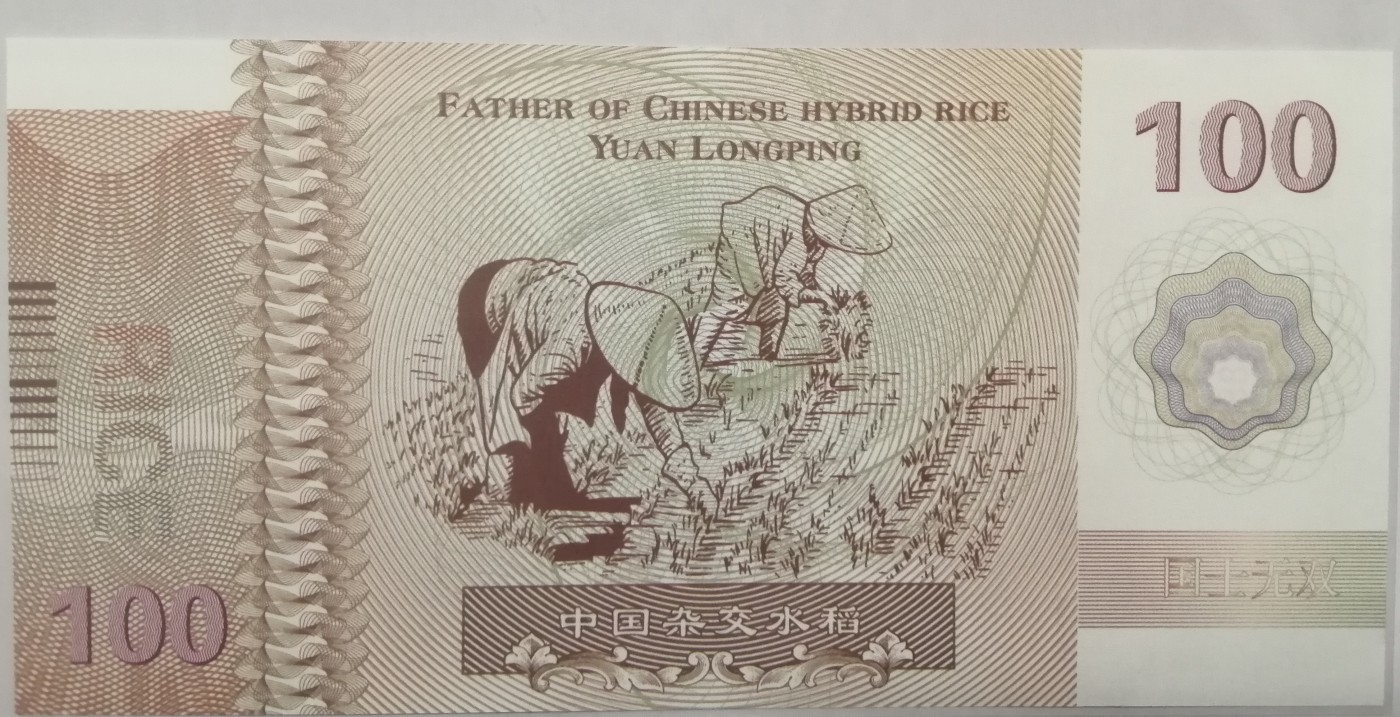 FATHER OF CHINESE HYBRID RICE
YUAN LONGPING
100
RICE
国士无双
100
中国杂交水稻